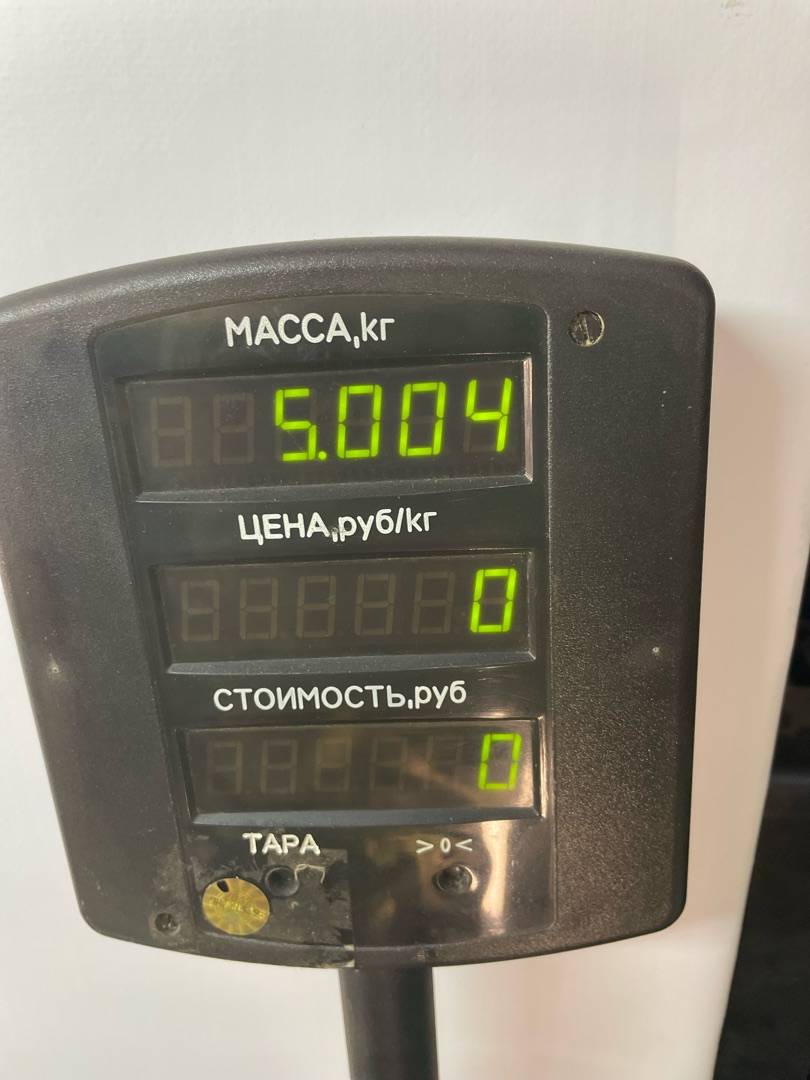 МАССА,кг
5.004
ЦЕНА,руб/кг
0
СТОИМОСТЬ,руб
0
ТАРА >0<